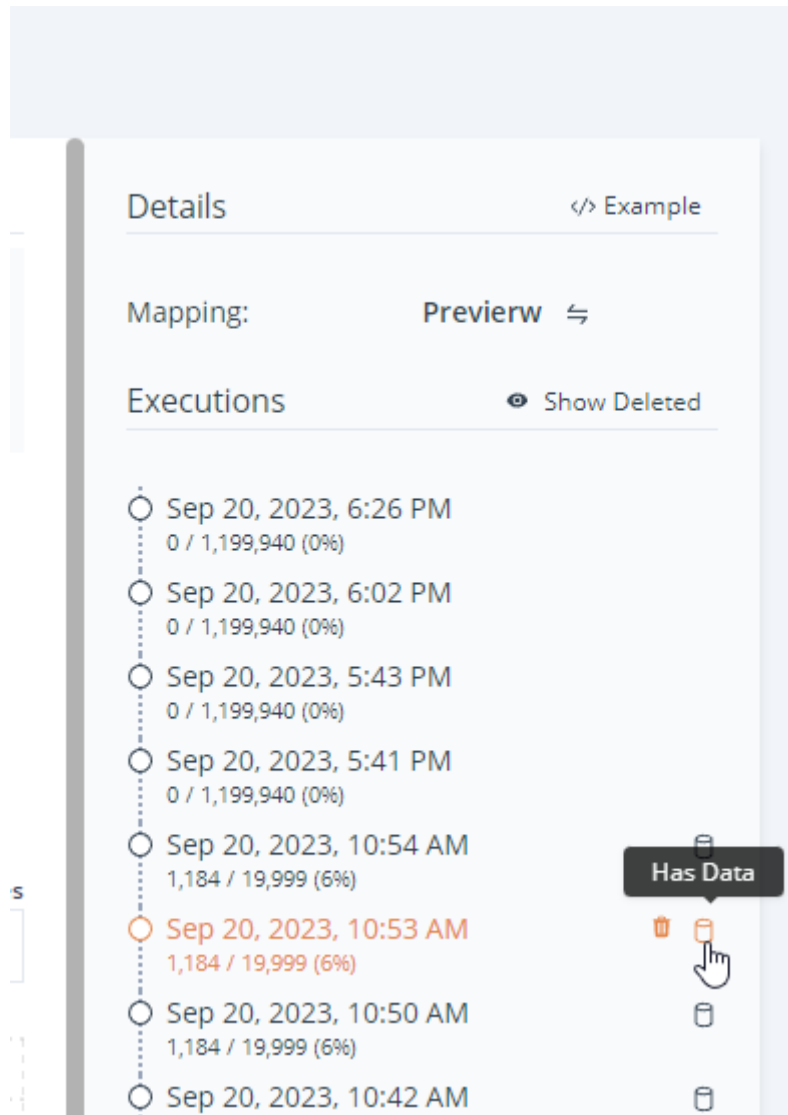 Details
</> Example
Mapping:
Previerw
Executions
Show Deleted
Sep 20, 2023, 6:26 PM
0 / 1,199,940 (0%)
Sep 20, 2023, 6:02 PM
0 / 1,199,940 (0%)
Sep 20, 2023, 5:43 PM
0 / 1,199,940 (0%)
Sep 20, 2023, 5:41 PM
0 / 1,199,940 (0%)
Sep 20, 2023, 10:54 AM
1,184 / 19,999 (6%)
Has Data
s
Sep 20, 2023, 10:53 AM
1,184 / 19,999 (6%)
Sep 20, 2023, 10:50 AM
1,184 / 19,999 (6%)
Sep 20, 2023, 10:42 AM